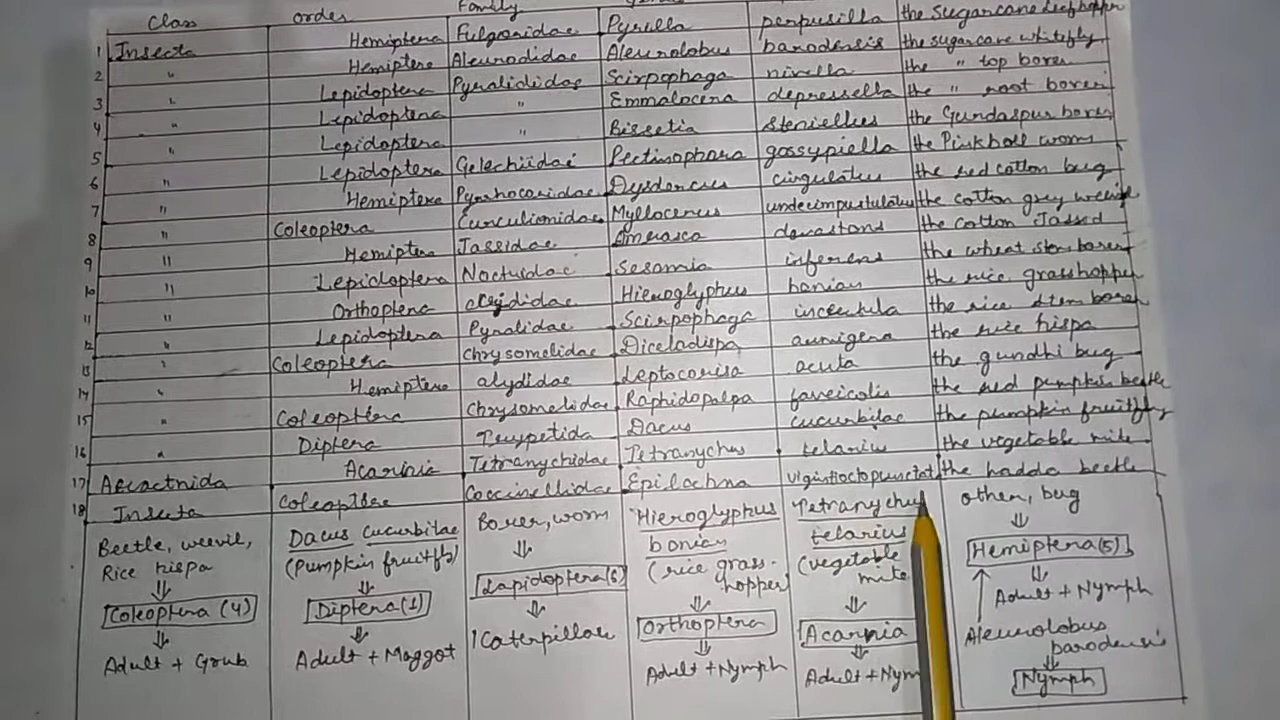 Class order Family
1 Insecta Hemiptera Fulgoridae Pyrilla perpusilla the sugarcane leafhopper
2 " Hemiptera Aleurodidae Aleurolobus barodensis the sugarcane whitefly
3 " Lepidoptera Pyralididae Scirpophaga nivella the " top borer
4 " Lepidoptera " Emmalocera depressella the " root borer
5 " Lepidoptera " Bissetia steniellus the Gurdaspur borer
6 " Lepidoptera Gelechiidae Pectinophora gossypiella the Pink boll worm
7 " Hemiptera Pyrrhocoridae Dysdercus cingulatus the red cotton bug
8 " Coleoptera Curculionidae Myllocerus undecimpustulatus the cotton grey weevil
9 " Hemiptera Jassidae Amrasca devastans the cotton Jassid
10 " Lepidoptera Noctuidae Sesamia inferens the wheat stem borer
11 " Orthoptera acrididae Hieroglyphus banian the rice grasshopper
12 " Lepidoptera Pyralidae Scirpophaga incertula the rice stem borer
13 " Coleoptera Chrysomelidae Dicladispa armigera the rice hispa
14 " Hemiptera alydidae Leptocorisa acuta the gundhi bug
15 " Coleoptera Chrysomelidae Raphidopalpa foveicolis the red pumpkin beetle
16 " Diptera Trypetida Dacus cucurbitae the pumpkin fruitfly
17 Acarinia Tetranychidae Tetranychus telarius the vegetable mite
18 Insecta Coleoptera Coccinellidae Epilachna vigintioctopunctat the hadda beetle
Beetle, weevil,
Rice hispa
⇓
Coleoptera (4)
⇓
Adult + Grub
Dacus cucurbitae
(Pumpkin fruitfly)
⇓
Diptera (1)
⇓
Adult + Maggot
Borer, worm
⇓
Lapidoptera (6)
⇓
Caterpillar
Hieroglyphus
banian
(rice grass-
hopper)
⇓
Orthoptera
⇓
Adult + Nymph
Tetranychus
telarius
(vegetable
mite
⇓
Acarnia
⇓
Adult + Nym
other, bug
⇓
Hemiptera (5)
⇓
Adult + Nymph
Aleurolobus
barodensis
⇓
Nymph